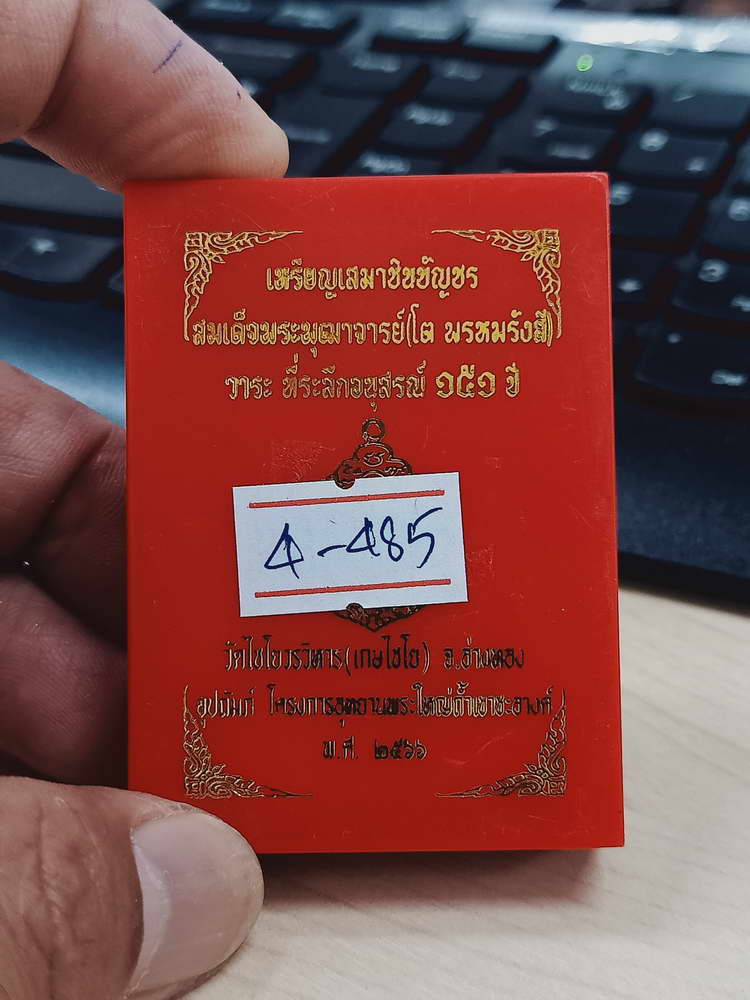 เหรียญเสมาชินบัญชร
สมเด็จพระพุฒาจารย์(โต พรหมรังสี)
วาระ ที่ระลึกอนุสรณ์ ๑๕๑ ปี
4-485
วัดไชโยวรวิหาร(เกษไชโย) จ.อ่างทอง
อุปถัมภ์ โครงการอุทยานพระใหญ่ถ้ำเขาชะอางค์
พ.ศ. ๒๕๖๖